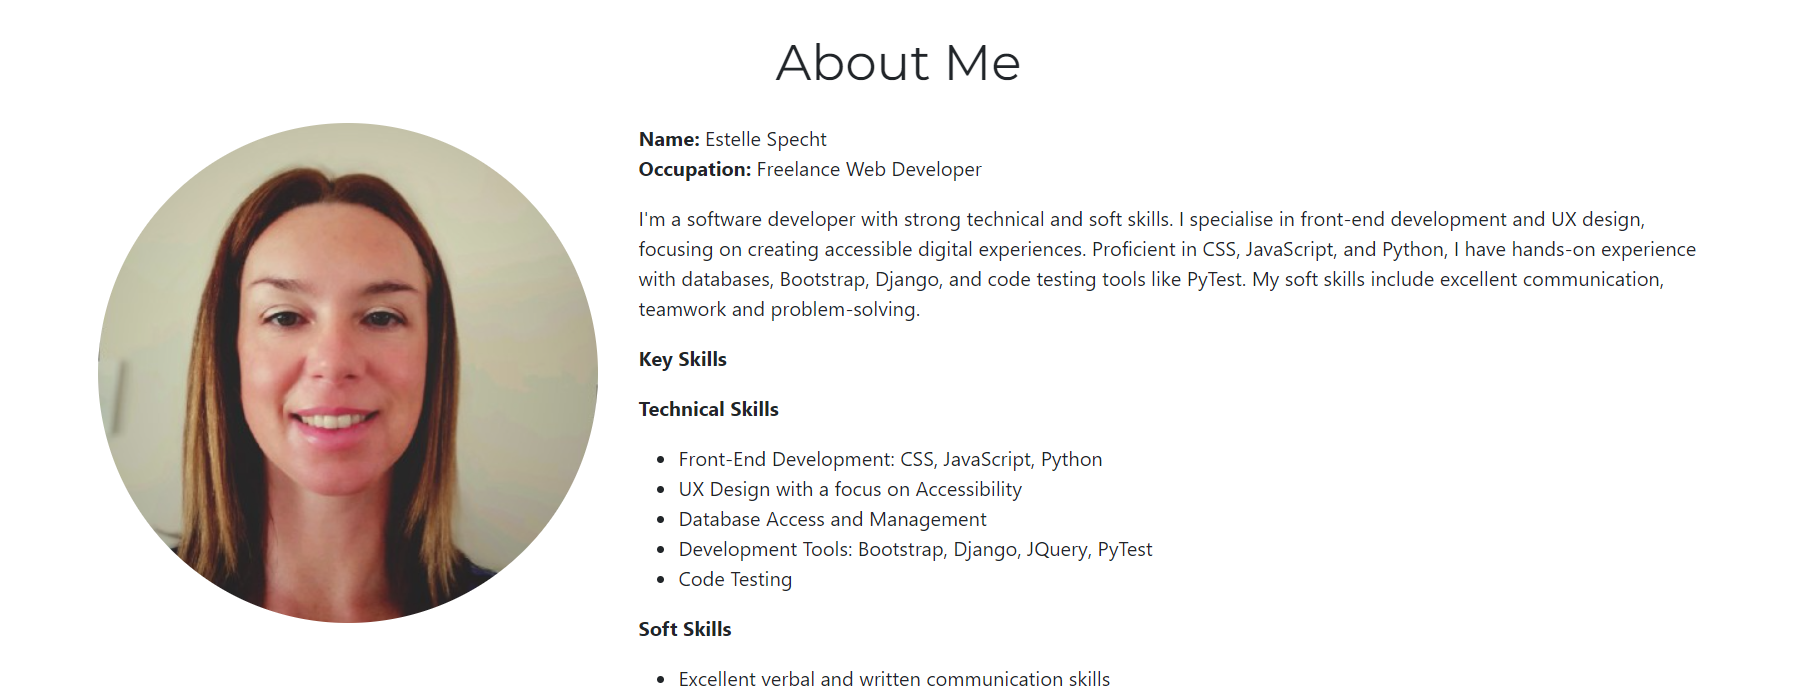 About Me
Name: Estelle Specht
Occupation: Freelance Web Developer
I'm a software developer with strong technical and soft skills. I specialise in front-end development and UX design,
focusing on creating accessible digital experiences. Proficient in CSS, JavaScript, and Python, I have hands-on experience
with databases, Bootstrap, Django, and code testing tools like PyTest. My soft skills include excellent communication,
teamwork and problem-solving.
Key Skills
Technical Skills
• Front-End Development: CSS, JavaScript, Python
• UX Design with a focus on Accessibility
• Database Access and Management
• Development Tools: Bootstrap, Django, JQuery, PyTest
• Code Testing
Soft Skills
• Excellent verbal and written communication skills